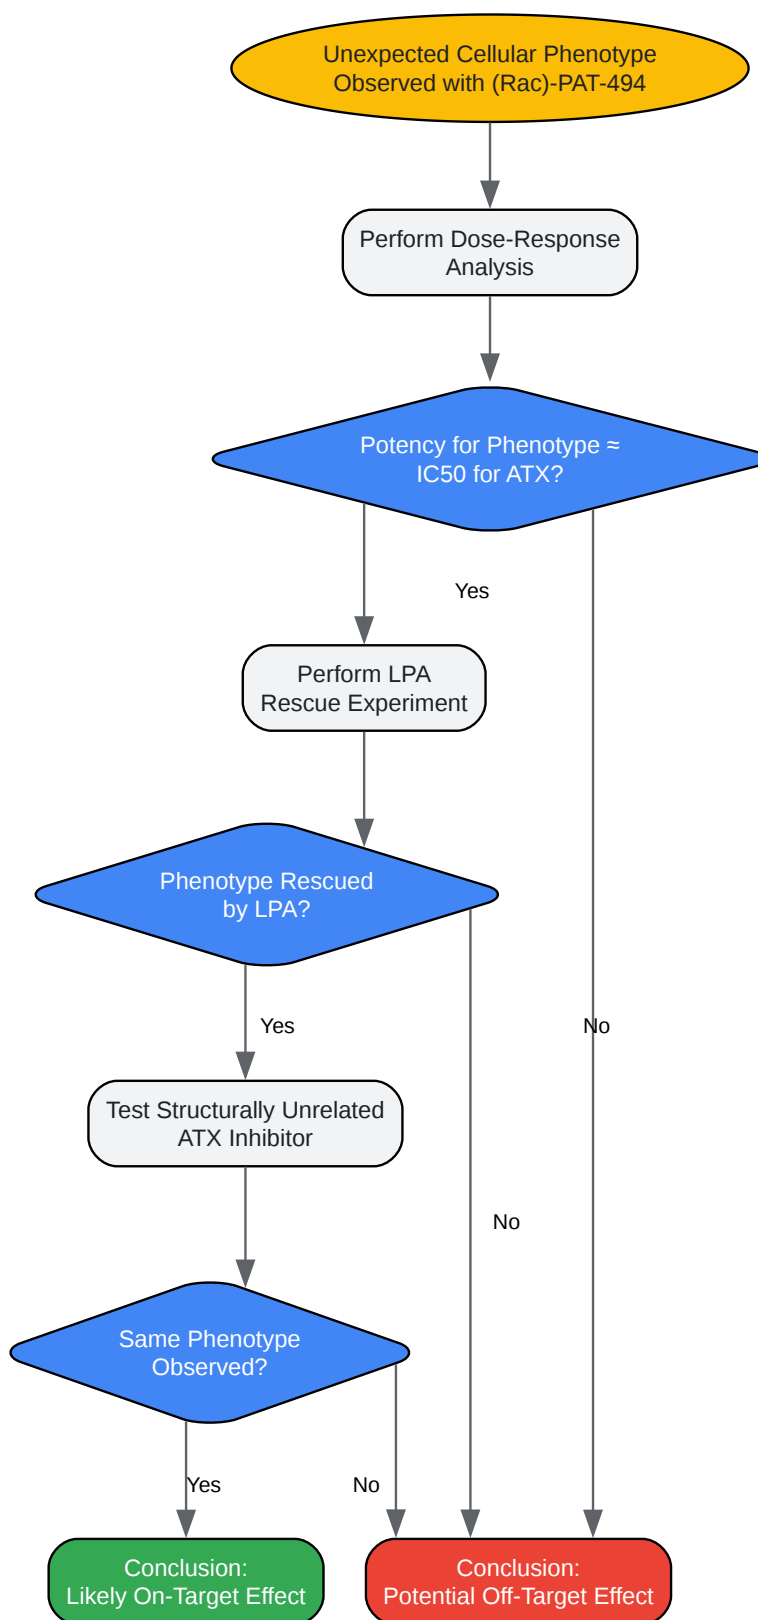 Unexpected Cellular Phenotype
Observed with (Rac)-PAT-494
Perform Dose-Response
Analysis
Potency for Phenotype ≈
IC50 for ATX?
Yes
Perform LPA
Rescue Experiment
Phenotype Rescued
by LPA?
Yes
No
Test Structurally Unrelated
ATX Inhibitor
No
Same Phenotype
Observed?
Yes
No
Conclusion:
Likely On-Target Effect
Conclusion:
Potential Off-Target Effect